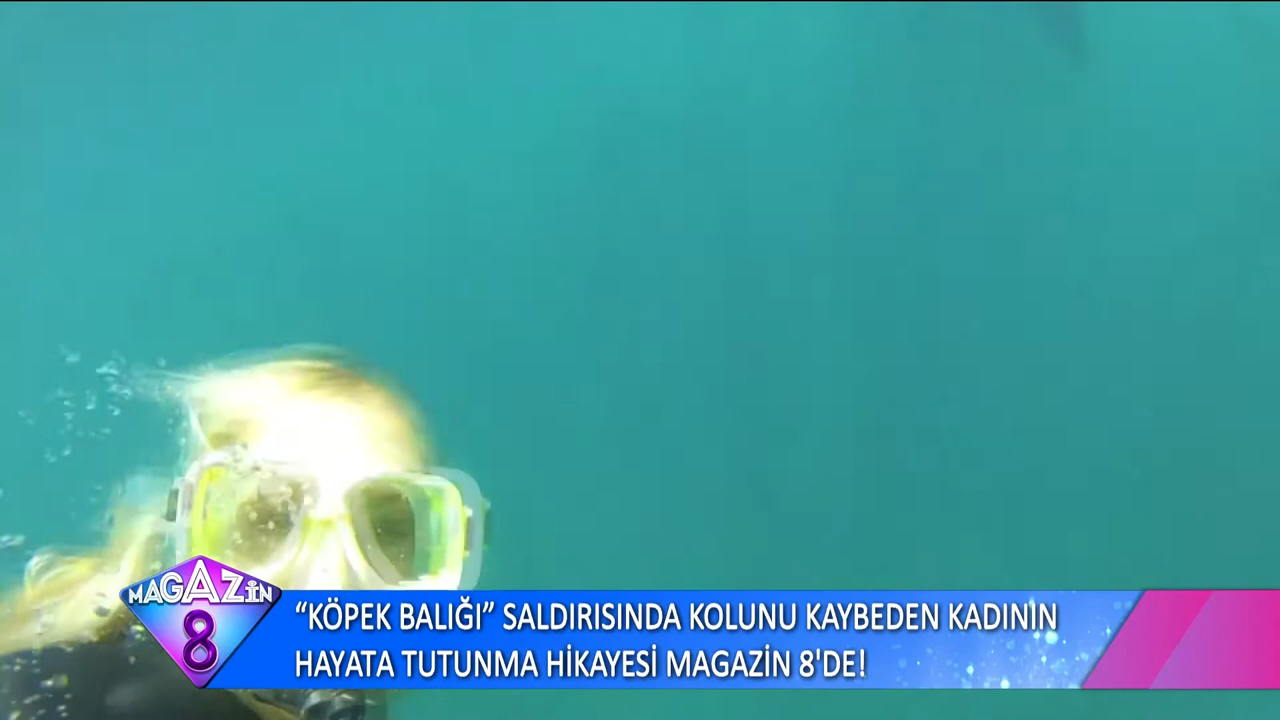 MAGAZİN
8
“KÖPEK BALIĞI” SALDIRISINDA KOLUNU KAYBEDEN KADININ
HAYATA TUTUNMA HİKAYESİ MAGAZİN 8'DE!